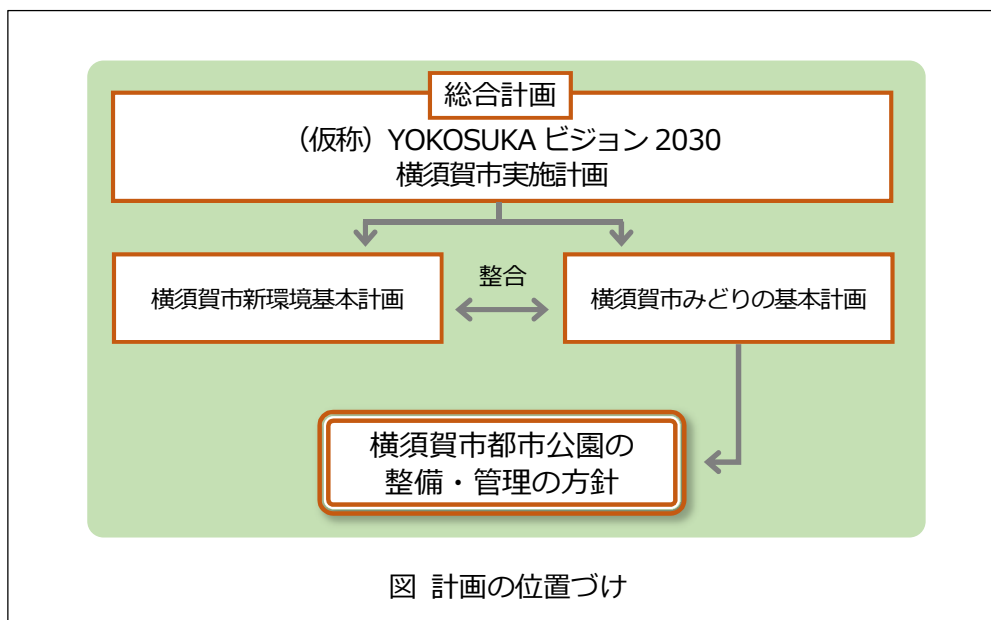 総合計画
（仮称）YOKOSUKA ビジョン 2030
横須賀市実施計画
横須賀市新環境基本計画
整合
横須賀市みどりの基本計画
横須賀市都市公園の
整備・管理の方針
図 計画の位置づけ